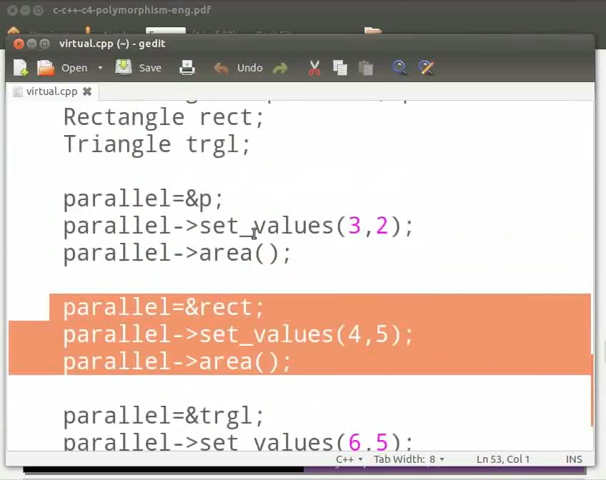 c-c++-c4-polymorphism-eng.pdf
virtual.cpp (~) - gedit
Open Save Undo
virtual.cpp
Rectangle rect;
Triangle trgl;
parallel=&p;
parallel->set_values(3,2);
parallel->area();
parallel=&rect;
parallel->set_values(4,5);
parallel->area();
parallel=&trgl;
parallel->set_values(6,5);
C++ Tab Width: 8 Ln 53, Col 1 INS